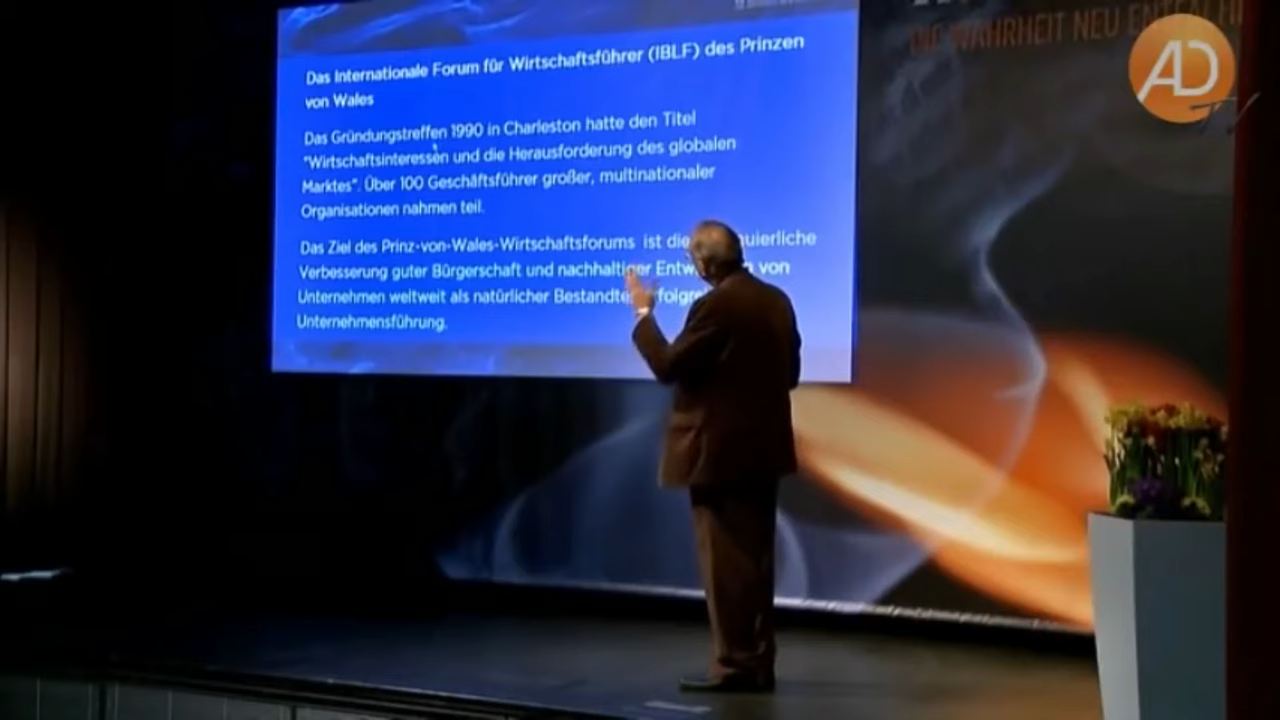 DIE WAHRHEIT NEU ENTFACHT
AD
TV
Das Internationale Forum für Wirtschaftsführer (IBLF) des Prinzen
von Wales
Das Gründungstreffen 1990 in Charleston hatte den Titel
"Wirtschaftsinteressen und die Herausforderung des globalen
Marktes". Über 100 Geschäftsführer großer, multinationaler
Organisationen nahmen teil.
Das Ziel des Prinz-von-Wales-Wirtschaftsforums ist die
Verbesserung guter Bürgerschaft und nachhaltiger von
Unternehmen weltweit als natürlicher
Unternehmensführung.